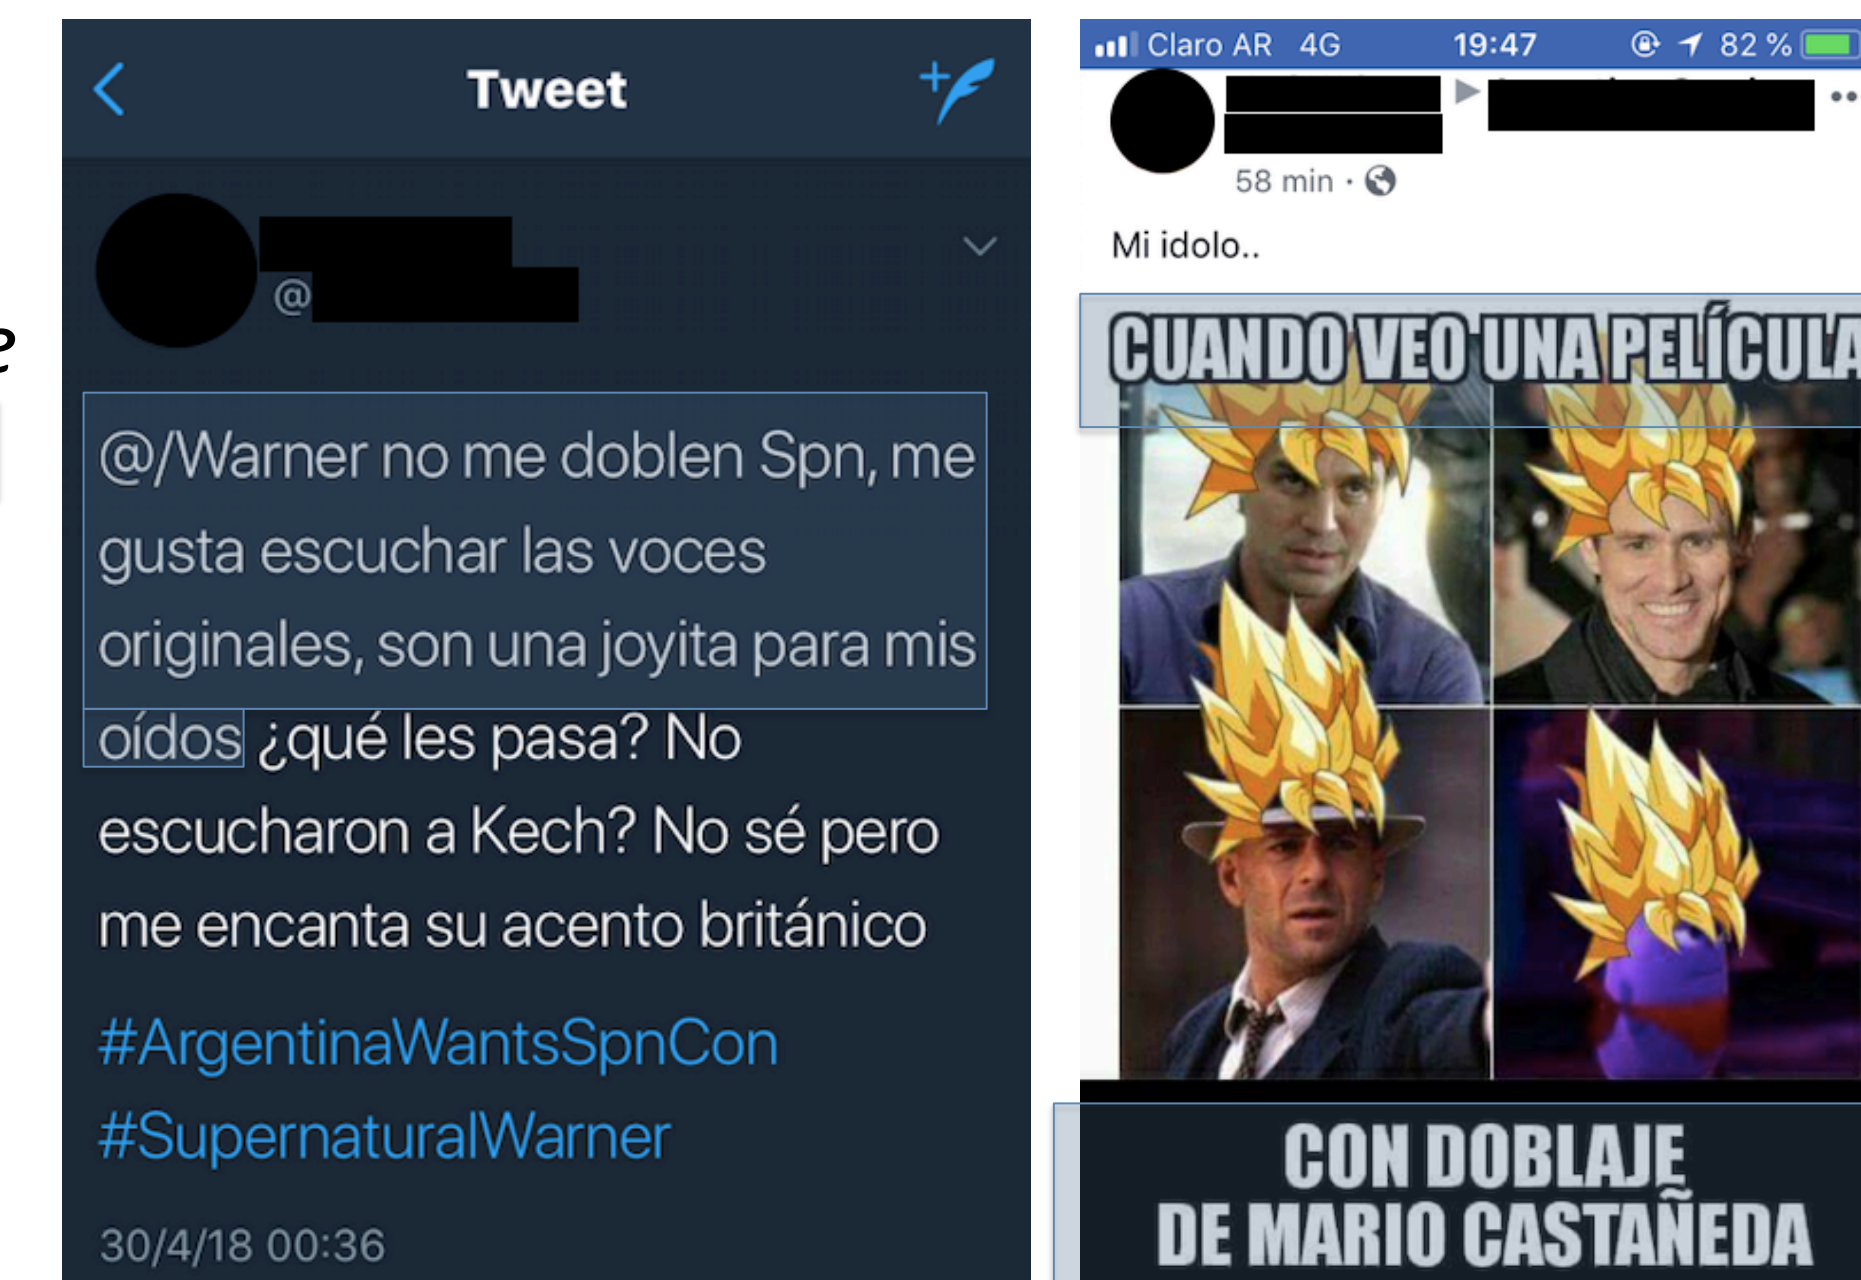 Tweet
@
@/Warner no me doblen Spn, me
gusta escuchar las voces
originales, son una joyita para mis
oídos ¿qué les pasa? No
escucharon a Kech? No sé pero
me encanta su acento británico
#ArgentinaWantsSpnCon
#SupernaturalWarner
30/4/18 00:36
Claro AR 4G 19:47 82 %
58 min ·
Mi idolo..
CUANDO VEO UNA PELÍCULA
CON DOBLAJE
DE MARIO CASTAÑEDA